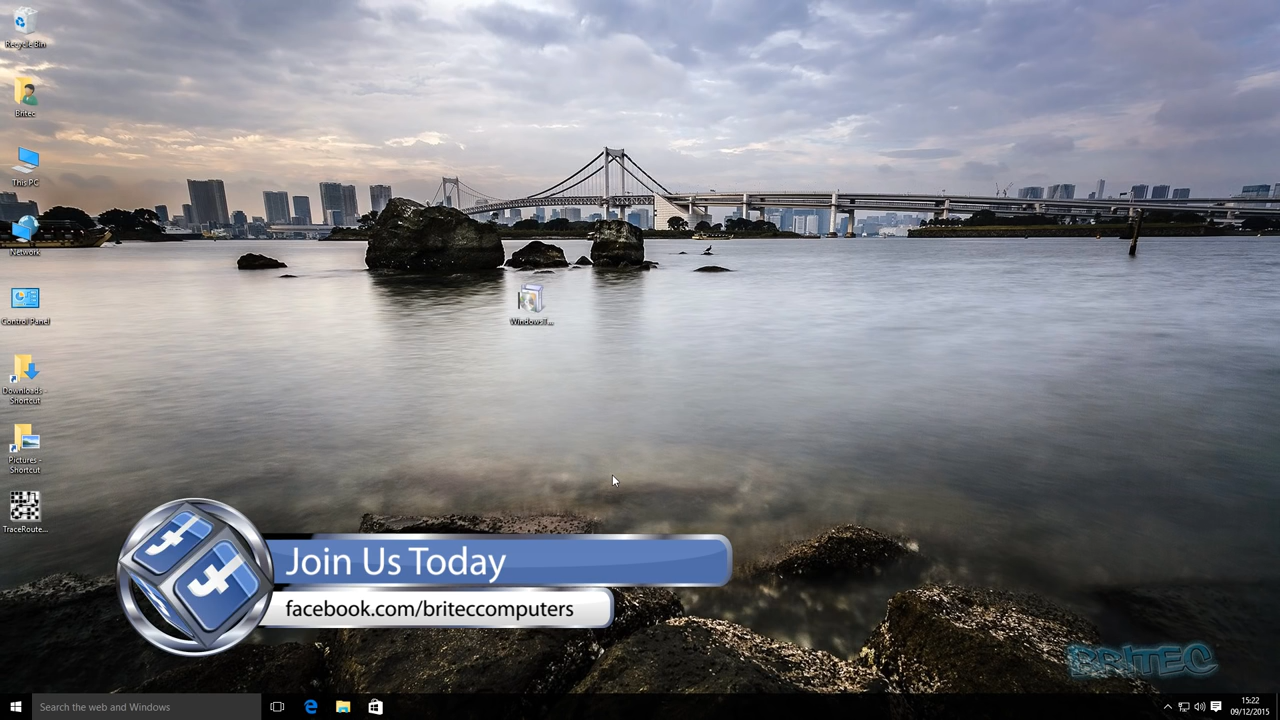 Recycle Bin
Britec
This PC
Network
Control Panel
WindowsT...
Downloads -
Shortcut
Pictures -
Shortcut
TraceRoute...
Join Us Today
facebook.com/briteccomputers
BRITEC
Search the web and Windows
15:22
09/12/2015